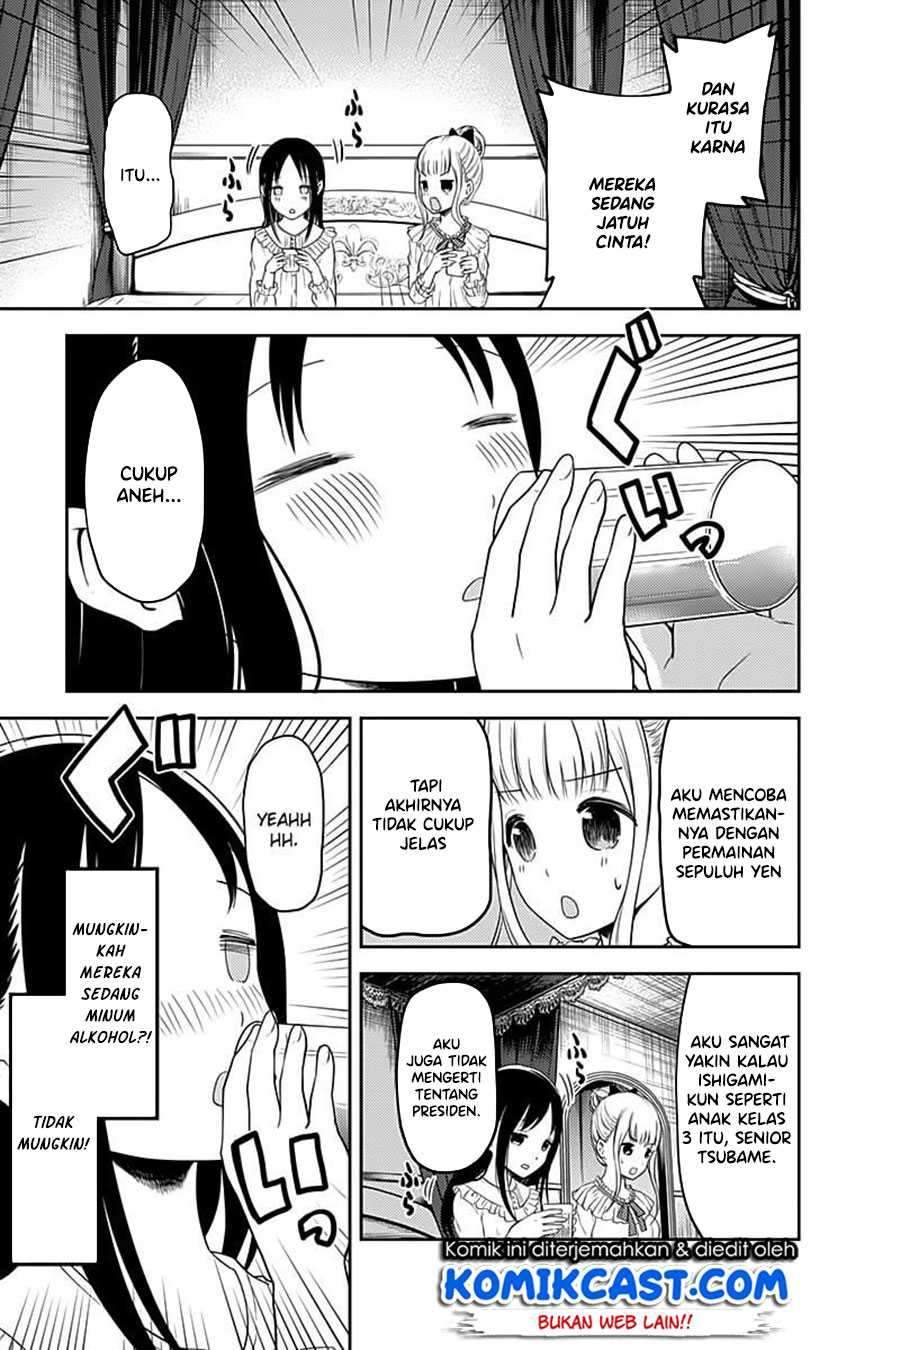 DAN
KURASA
ITU
KARNA
MEREKA
SEDANG
JATUH
CINTA!
ふら
ふら
ITU...
ぐいっ
CUKUP
ANEH...
AKU MENCOBA
MEMASTIKAN-
NYA DENGAN
PERMAINAN
SEPULUH YEN
TAPI
AKHIRNYA
TIDAK CUKUP
JELAS
AKU SANGAT
YAKIN KALAU
ISHIGAMI-
KUN SEPERTI
ANAK KELAS
3 ITU, SENIOR
TSUBAME.
AKU
JUGA TIDAK
MENGERTI
TENTANG
PRESIDEN.
ふら
ふら
YEAHH
HH.
ぐいっ
MUNGKIN-
KAH
MEREKA
SEDANG
MINUM
ALKOHOL?!
TIDAK
MUNGKIN!
Komik ini diterjemahkan & diedit oleh
KOMIKCAST.COM
BUKAN WEB LAIN!!